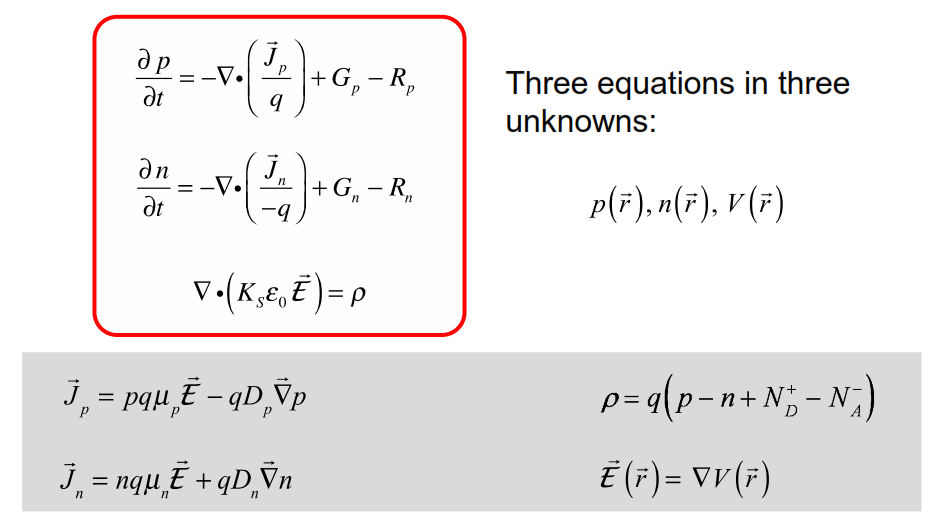 ∂p/∂t = −∇•(J⃗_p/q) + G_p − R_p
Three equations in three
unknowns:
∂n/∂t = −∇•(J⃗_n/−q) + G_n − R_n
p(r⃗), n(r⃗), V(r⃗)
∇•(K_S ε_0 ℰ⃗) = ρ
J⃗_p = pqμ_p ℰ⃗ − qD_p ∇⃗p
ρ = q(p − n + N_D^+ − N_A^−)
J⃗_n = nqμ_n ℰ⃗ + qD_n ∇⃗n
ℰ⃗(r⃗) = ∇V(r⃗)